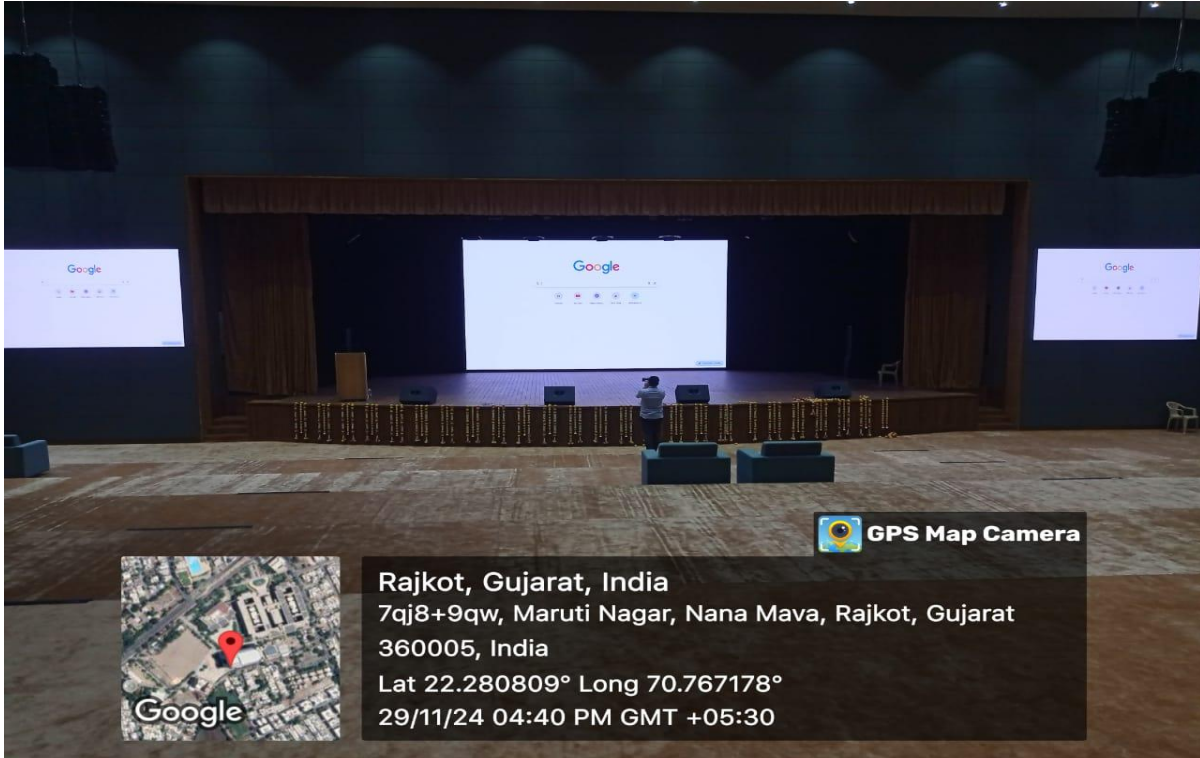 Google
Google
Google
GPS Map Camera
Rajkot, Gujarat, India
7qj8+9qw, Maruti Nagar, Nana Mava, Rajkot, Gujarat
360005, India
Lat 22.280809° Long 70.767178°
29/11/24 04:40 PM GMT +05:30
Google